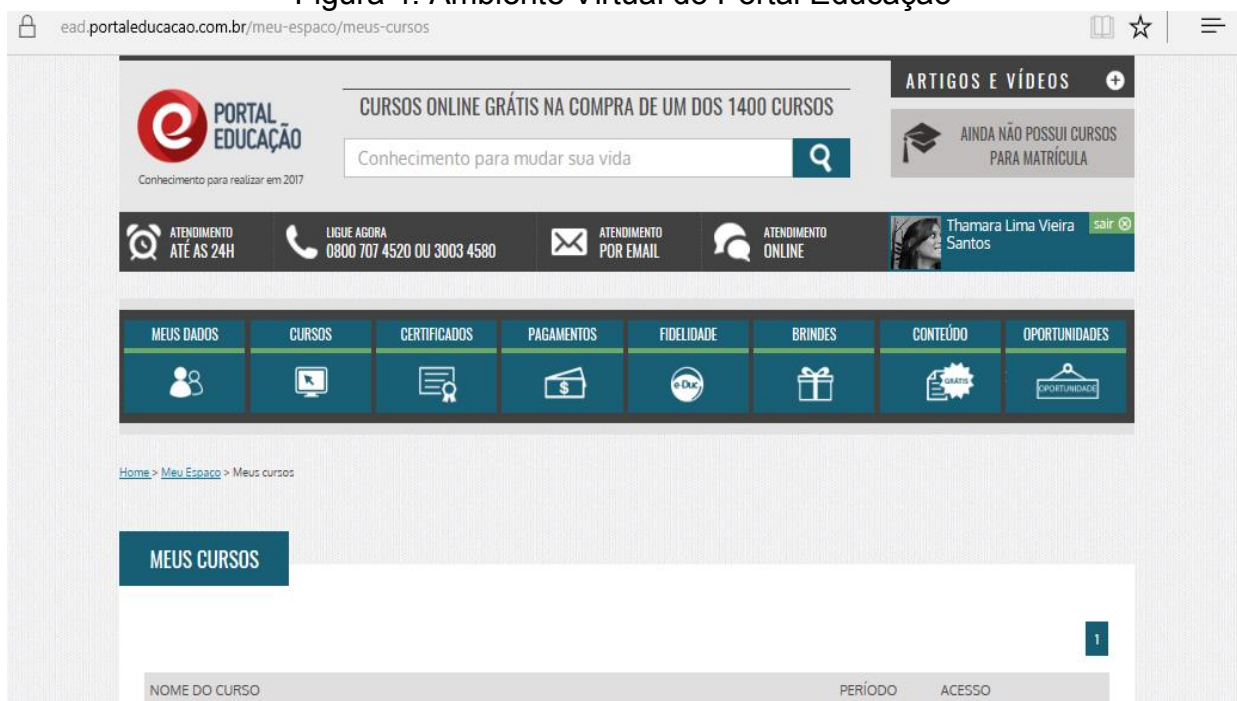 Figura 4: Ambiente Virtual do Portal Educação
ead.portaleducacao.com.br/meu-espaco/meus-cursos
ARTIGOS E VÍDEOS
PORTAL
EDUCAÇÃO
Conhecimento para realizar em 2017
CURSOS ONLINE GRÁTIS NA COMPRA DE UM DOS 1400 CURSOS
Conhecimento para mudar sua vida
AINDA NÃO POSSUI CURSOS
PARA MATRÍCULA
ATENDIMENTO
ATÉ AS 24H
LIGUE AGORA
0800 707 4520 OU 3003 4580
ATENDIMENTO
POR EMAIL
ATENDIMENTO
ONLINE
Thamara Lima Vieira
Santos
sair
MEUS DADOS CURSOS CERTIFICADOS PAGAMENTOS FIDELIDADE BRINDES CONTEÚDO OPORTUNIDADES
e-Duc
GRATIS
OPORTUNIDADE
Home > Meu Espaço > Meus cursos
MEUS CURSOS
1
NOME DO CURSO PERÍODO ACESSO